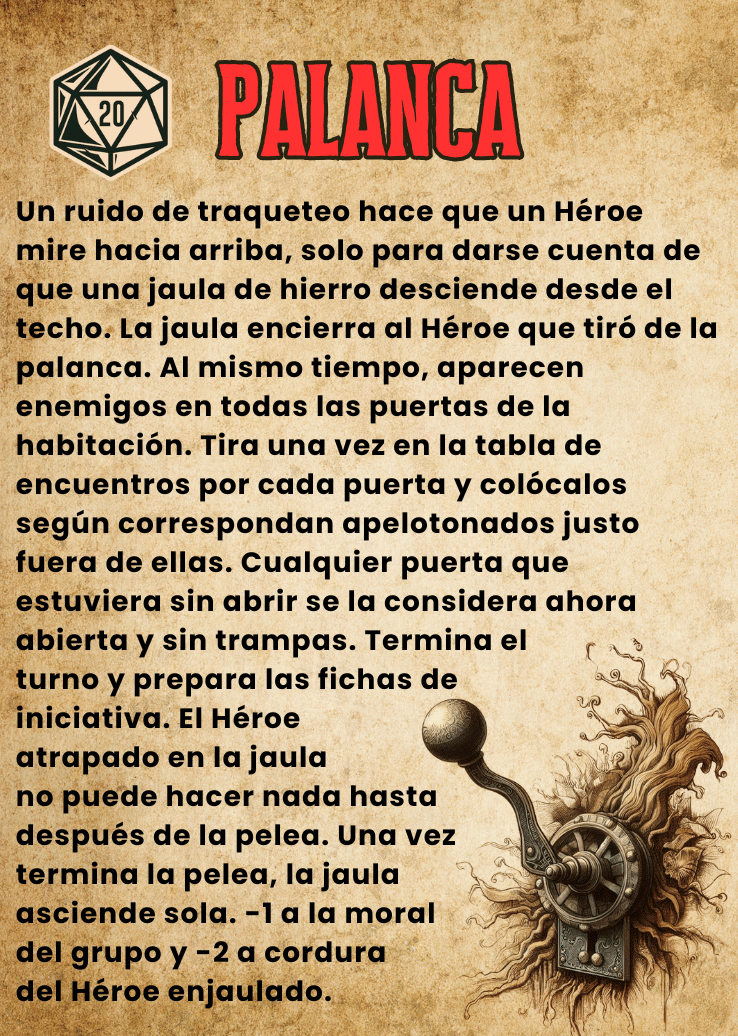 20
PALANCA
Un ruido de traqueteo hace que un Héroe
mire hacia arriba, solo para darse cuenta de
que una jaula de hierro desciende desde el
techo. La jaula encierra al Héroe que tiró de la
palanca. Al mismo tiempo, aparecen
enemigos en todas las puertas de la
habitación. Tira una vez en la tabla de
encuentros por cada puerta y colócalos
según correspondan apelotonados justo
fuera de ellas. Cualquier puerta que
estuviera sin abrir se la considera ahora
abierta y sin trampas. Termina el
turno y prepara las fichas de
iniciativa. El Héroe
atrapado en la jaula
no puede hacer nada hasta
después de la pelea. Una vez
termina la pelea, la jaula
asciende sola. -1 a la moral
del grupo y -2 a cordura
del Héroe enjaulado.